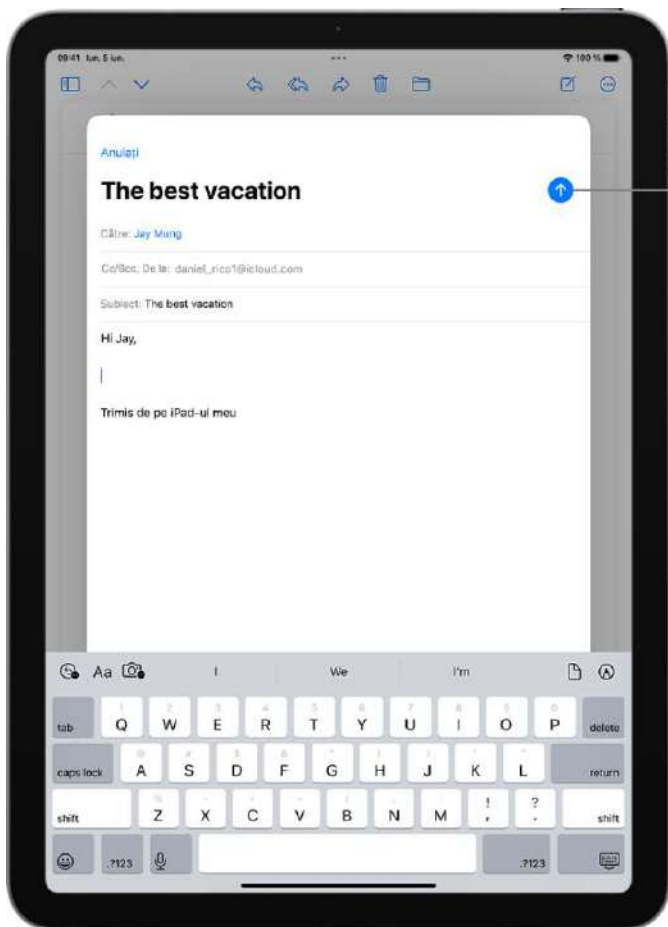 09:41 lun. 5 iun.
100 %
Anulați
The best vacation
Către: Jay Mung
Cc/Bcc, De la: daniel_rico1@icloud.com
Subiect: The best vacation
Hi Jay,
Trimis de pe iPad-ul meu
Aa I We I'm
tab Q W E R T Y U I O P delete
caps lock A S D F G H J K L return
shift Z X C V B N M ! , ? . shift
.?123 .?123